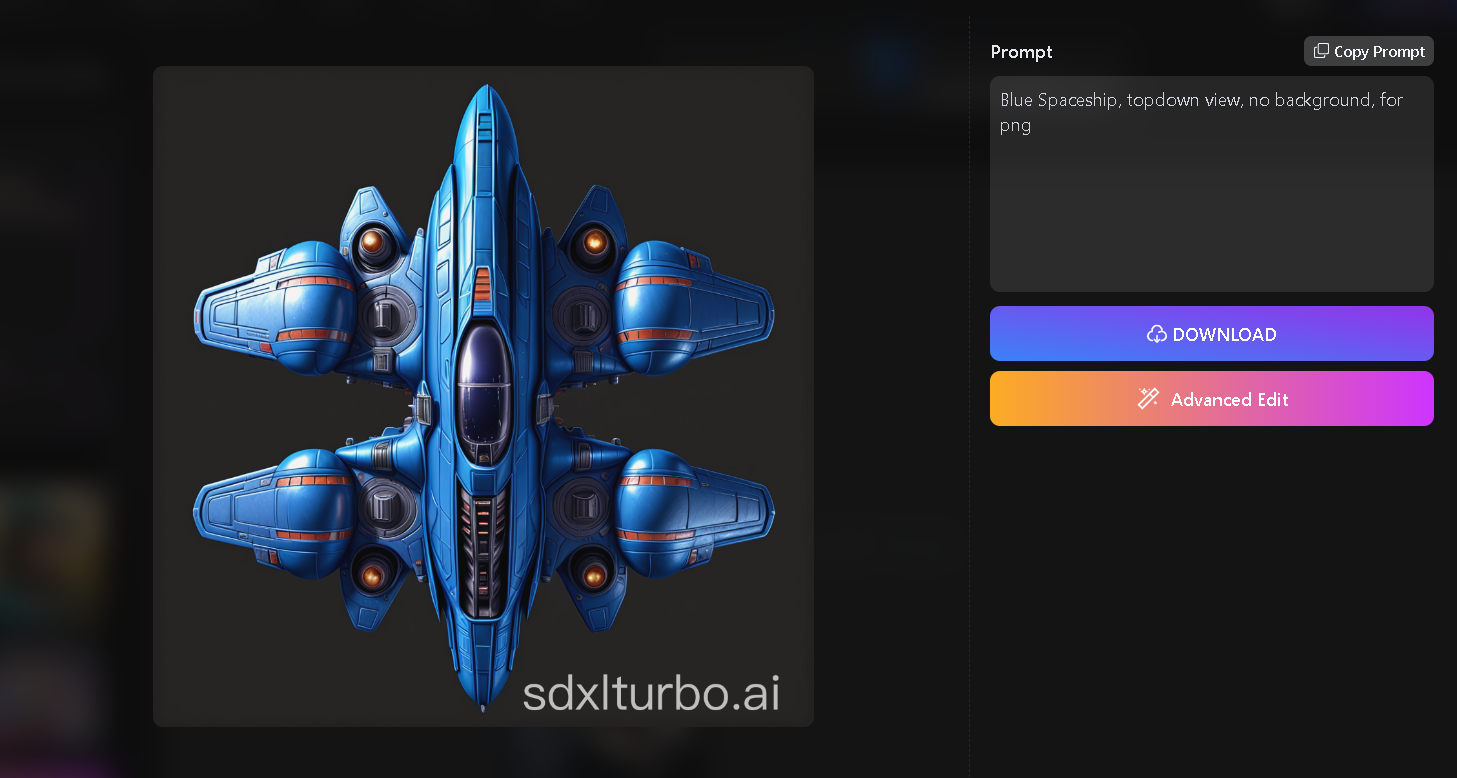 Prompt
Copy Prompt
Blue Spaceship, topdown view, no background, for
png
DOWNLOAD
Advanced Edit
sdxlturbo.ai